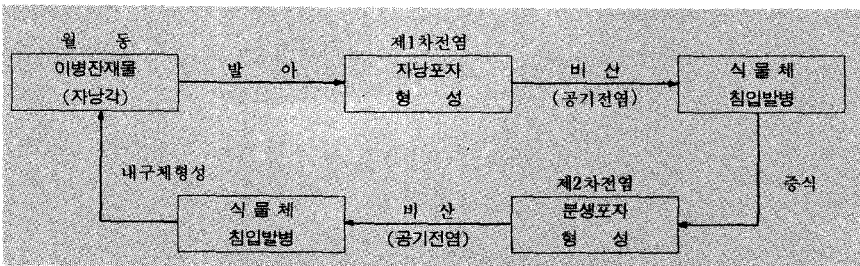 월 동
이병잔재물
(자낭각)
발 아
제1차전염
자낭포자
형 성
비 산
(공기전염)
식 물 체
침입발병
증식
제2차전염
분생포자
형 성
비 산
(공기전염)
식 물 체
침입발병
내구체형성